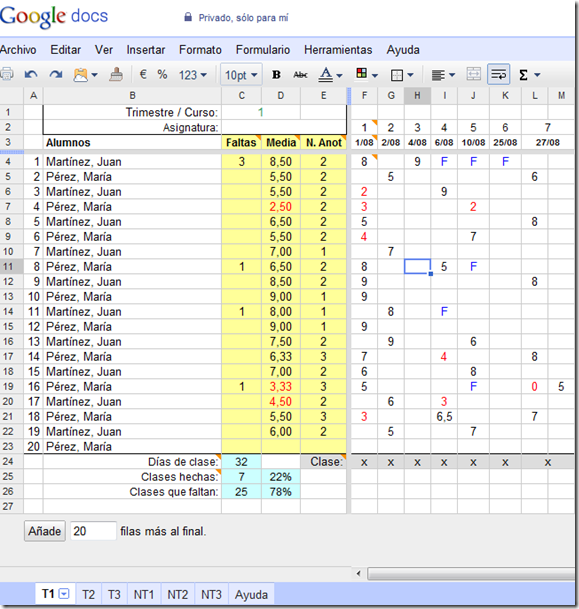 Google docs Privado, sólo para mí
Archivo Editar Ver Insertar Formato Formulario Herramientas Ayuda
€ % 123 10pt B Abc A Σ
A B C D E F G H I J K L M
1 Trimestre / Curso: 1
2 Asignatura: 1 2 3 4 5 6 7
3 Alumnos Faltas Media N. Anot 1/08 2/08 4/08 6/08 10/08 25/08 27/08
4 1 Martínez, Juan 3 8,50 2 8 9 F F F
5 2 Pérez, María 5,50 2 5 6
6 3 Martínez, Juan 5,50 2 2 9
7 4 Pérez, María 2,50 2 3 2
8 5 Martínez, Juan 6,50 2 5 8
9 6 Pérez, María 5,50 2 4 7
10 7 Martínez, Juan 7,00 1 7
11 8 Pérez, María 1 6,50 2 8 5 F
12 9 Martínez, Juan 8,50 2 9 8
13 10 Pérez, María 9,00 1 9
14 11 Martínez, Juan 1 8,00 1 8 F
15 12 Pérez, María 9,00 1 9
16 13 Martínez, Juan 7,50 2 9 6
17 14 Pérez, María 6,33 3 7 4 8
18 15 Martínez, Juan 7,00 2 6 8
19 16 Pérez, María 1 3,33 3 5 F 0 5
20 17 Martínez, Juan 4,50 2 6 3
21 18 Pérez, María 5,50 3 3 6,5 7
22 19 Martínez, Juan 6,00 2 5 7
23 20 Pérez, María
24 Días de clase: 32 Clase: x x x x x x x
25 Clases hechas: 7 22%
26 Clases que faltan: 25 78%
27
Añade 20 filas más al final.
T1 T2 T3 NT1 NT2 NT3 Ayuda